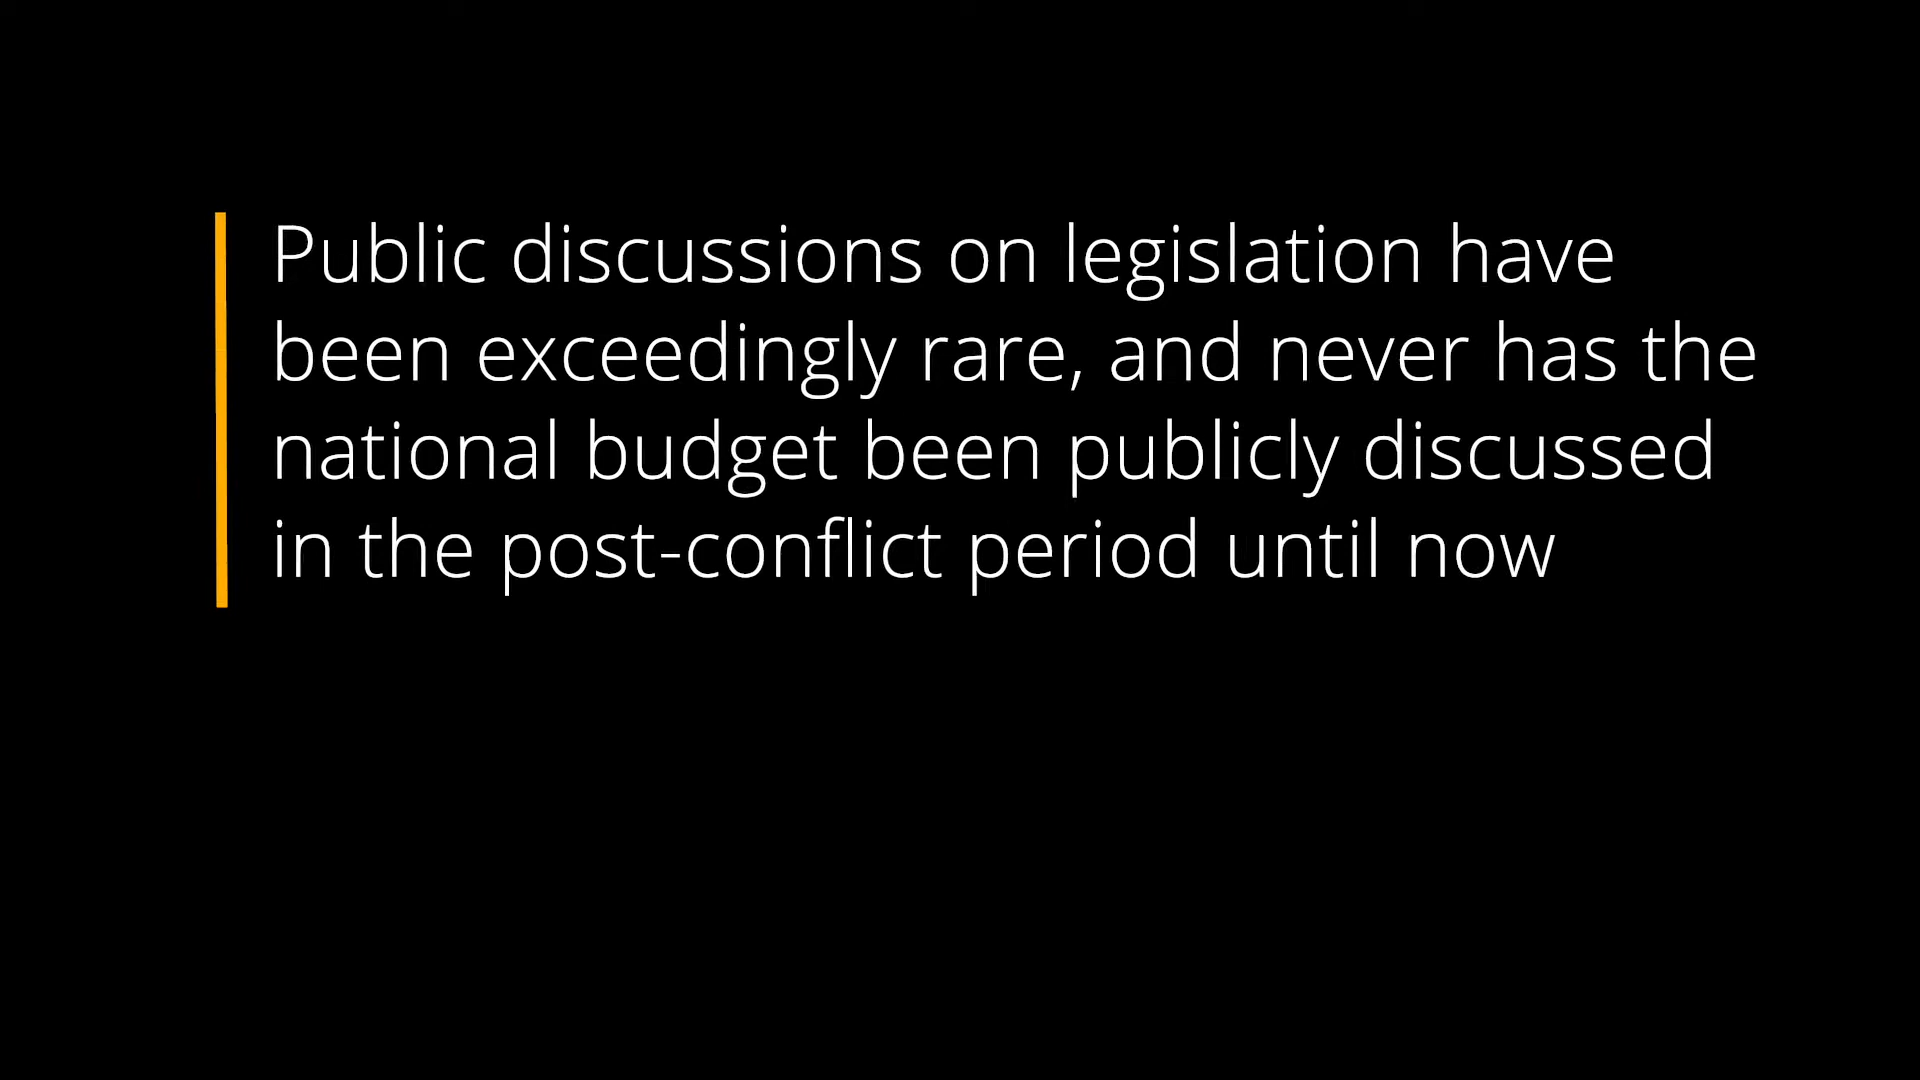 Public discussions on legislation have
been exceedingly rare, and never has the
national budget been publicly discussed
in the post-conflict period until now